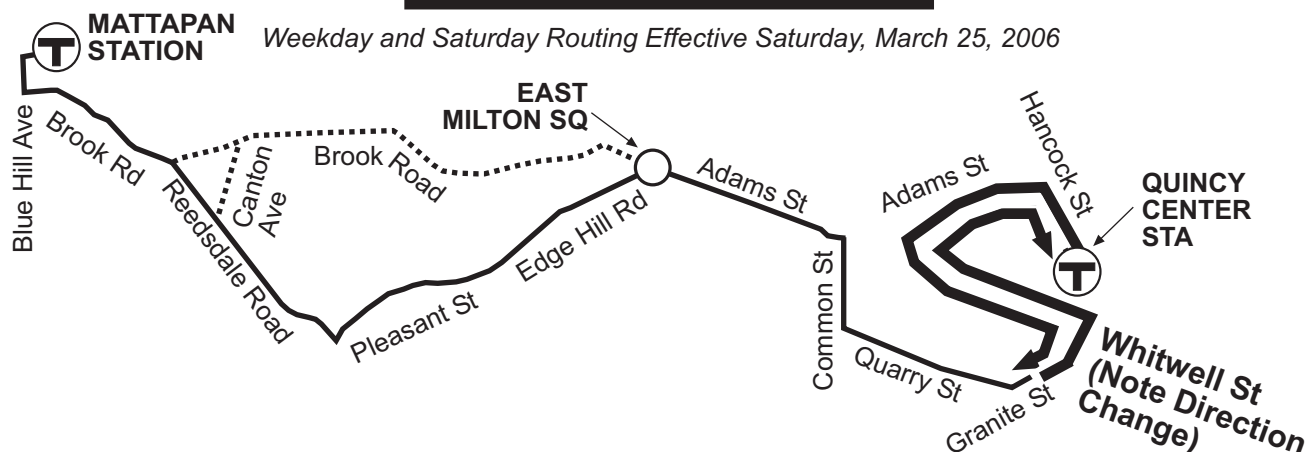 MATTAPAN
STATION
Weekday and Saturday Routing Effective Saturday, March 25, 2006
EAST
MILTON SQ
Blue Hill Ave
Brook Rd
Reedsdale Road
Canton
Ave
Brook Road
Pleasant St
Edge Hill Rd
Adams St
Common St
Quarry St
Granite St
Adams St
Hancock St
QUINCY
CENTER
STA
Whitwell St
(Note Direction
Change)
T
T